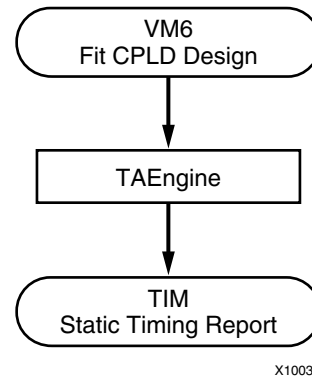 VM6
Fit CPLD Design
TAEngine
TIM
Static Timing Report
X1003